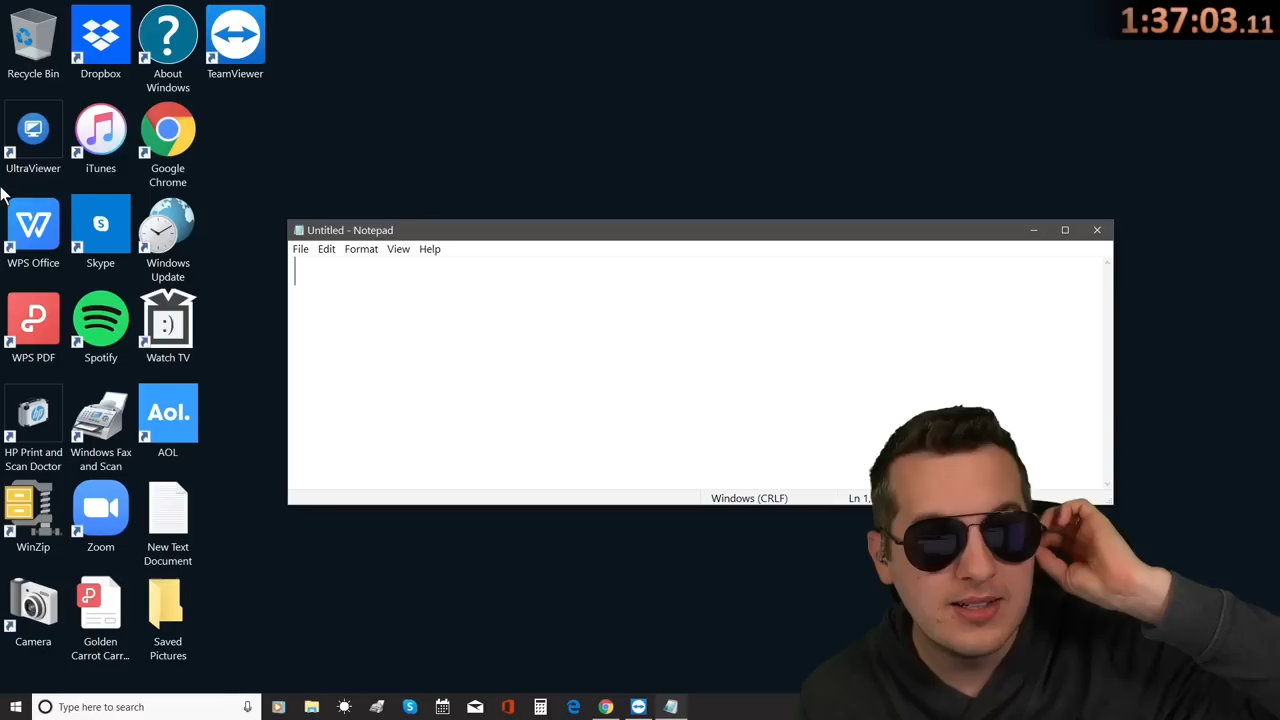 1:37:03.11
Recycle Bin
Dropbox
About
Windows
TeamViewer
UltraViewer
iTunes
Google
Chrome
WPS Office
Skype
Windows
Update
WPS PDF
Spotify
Watch TV
HP Print and
Scan Doctor
Windows Fax
and Scan
Aol.
AOL
WinZip
Zoom
New Text
Document
Camera
Golden
Carrot Carr...
Saved
Pictures
Untitled - Notepad
File Edit Format View Help
Windows (CRLF) Ln 1,
Type here to search